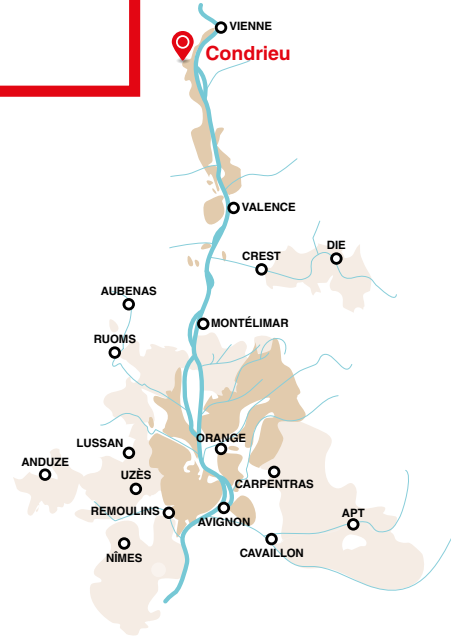 VIENNE
Condrieu
VALENCE
DIE
CREST
AUBENAS
MONTÉLIMAR
RUOMS
ORANGE
LUSSAN
ANDUZE
UZÈS
CARPENTRAS
REMOULINS
AVIGNON
APT
CAVAILLON
NÎMES